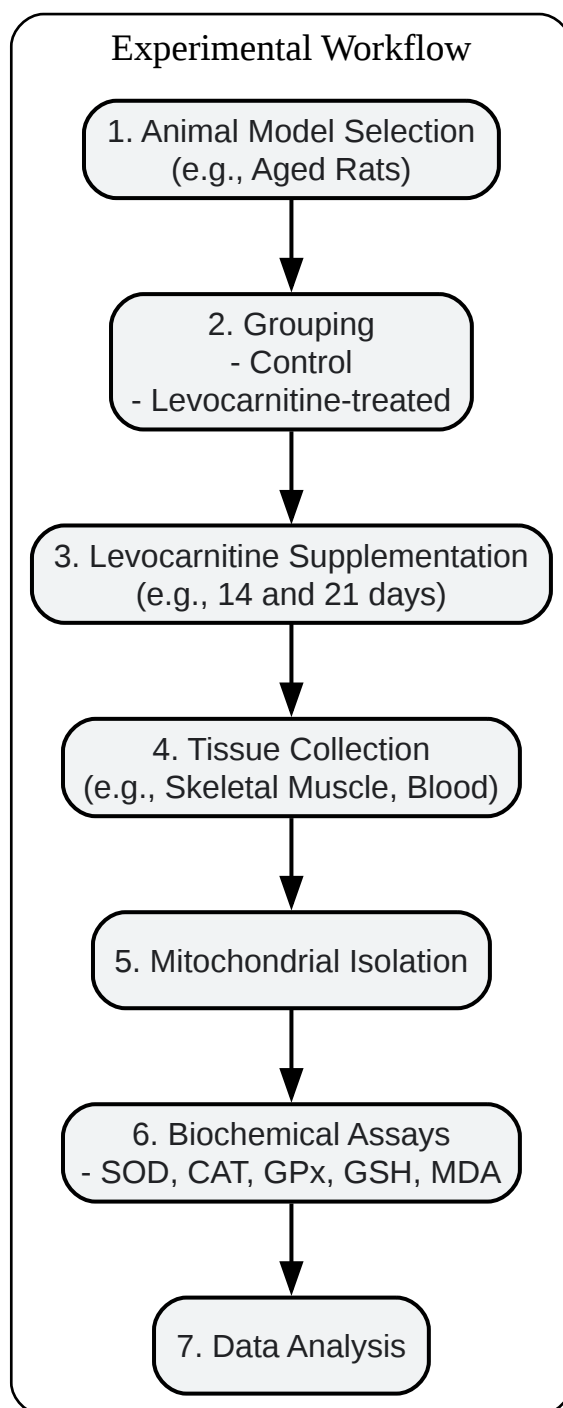 Experimental Workflow
1. Animal Model Selection
(e.g., Aged Rats)
2. Grouping
- Control
- Levocarnitine-treated
3. Levocarnitine Supplementation
(e.g., 14 and 21 days)
4. Tissue Collection
(e.g., Skeletal Muscle, Blood)
5. Mitochondrial Isolation
6. Biochemical Assays
- SOD, CAT, GPx, GSH, MDA
7. Data Analysis